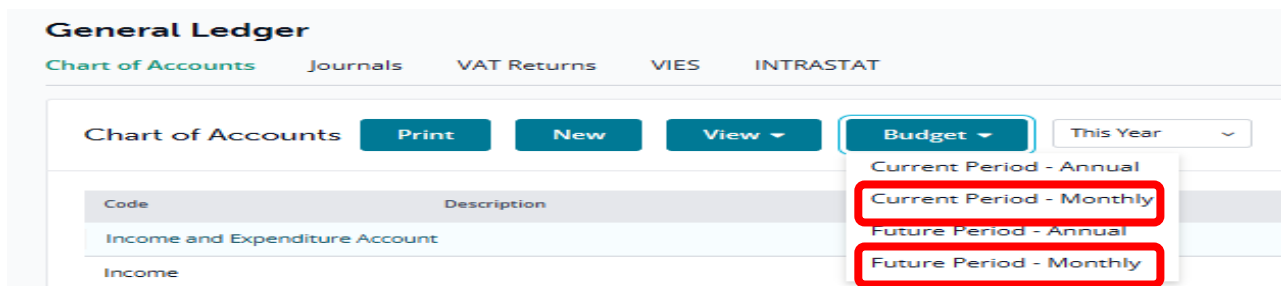 General Ledger
Chart of Accounts Journals VAT Returns VIES INTRASTAT
Chart of Accounts Print New View Budget This Year
Current Period - Annual
Code Description Current Period - Monthly
Income and Expenditure Account Future Period - Annual
Income Future Period - Monthly